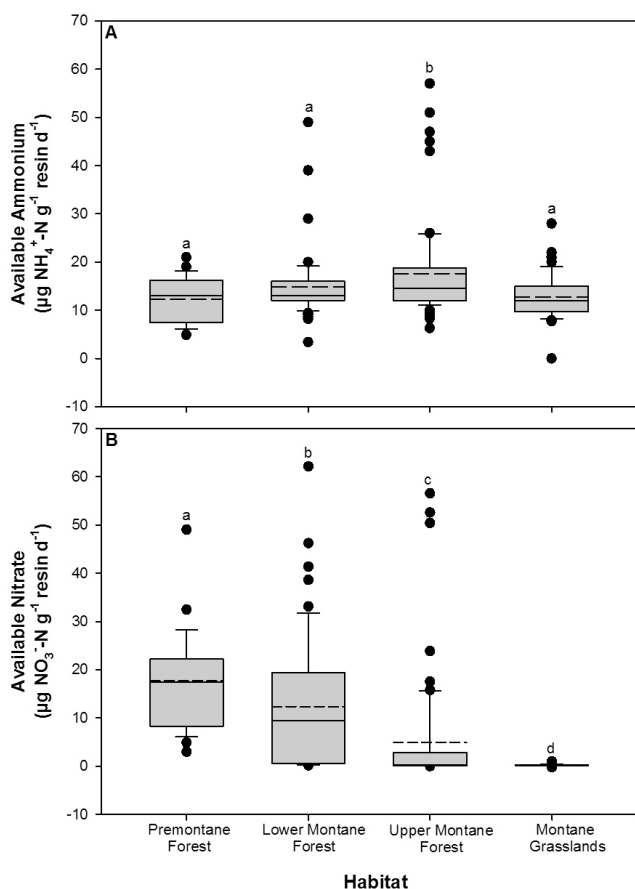 A
Available Ammonium
(µg NH₄⁺-N g⁻¹ resin d⁻¹)
70
60
50
40
30
20
10
0
-10
a
a
b
a
B
Available Nitrate
(µg NO₃⁻-N g⁻¹ resin d⁻¹)
70
60
50
40
30
20
10
0
-10
a
b
c
d
Premontane
Forest
Lower Montane
Forest
Upper Montane
Forest
Montane
Grasslands
Habitat